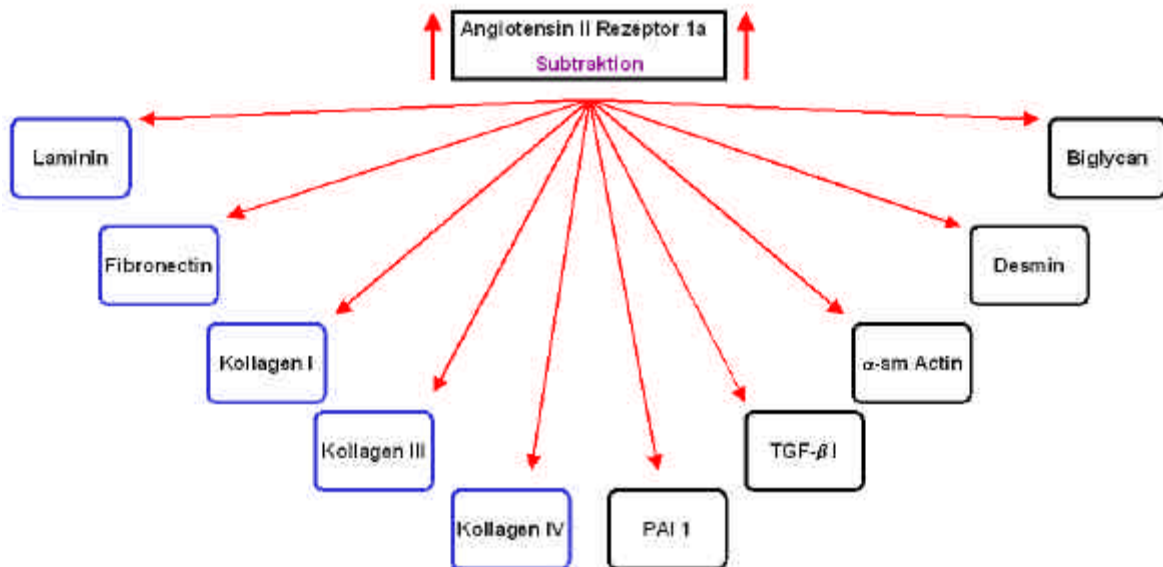 Angiotensin II Rezeptor 1a
Subtraktion
Laminin
Biglycan
Fibronectin
Desmin
Kollagen I
α-sm Actin
Kollagen III
TGF-β I
Kollagen IV
PAI 1